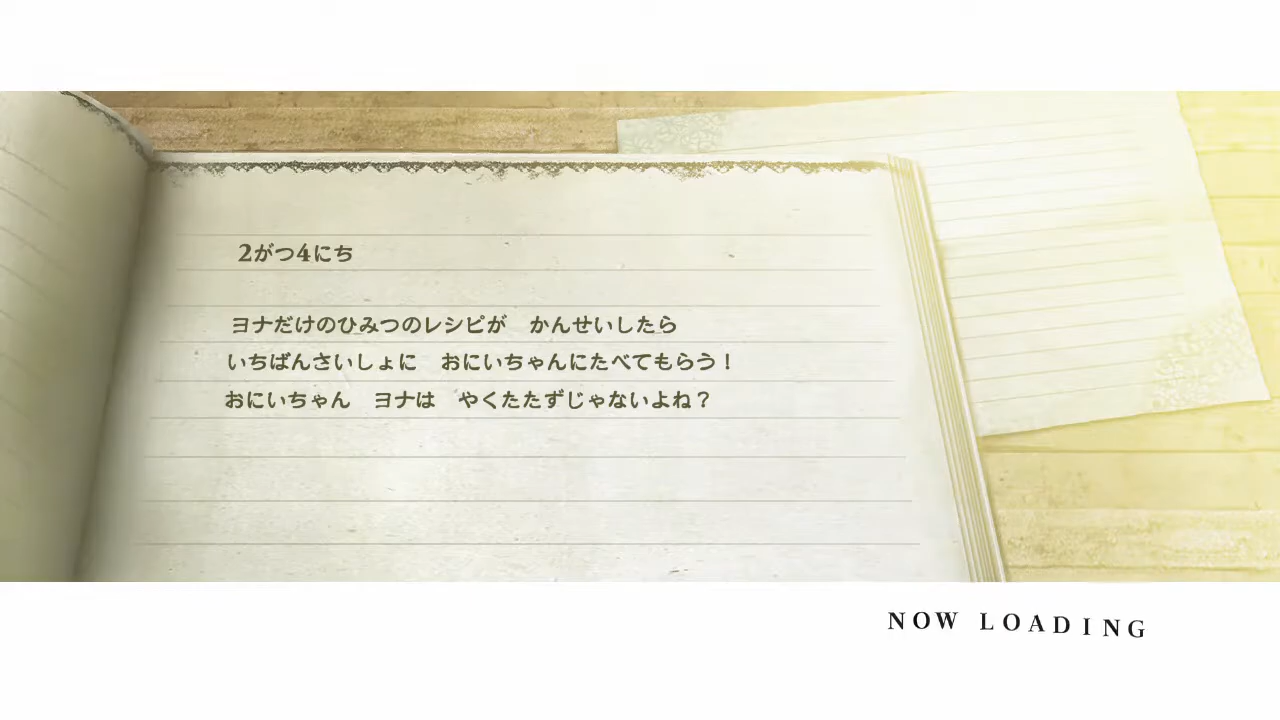 2がつ4にち
ヨナだけのひみつのレシピが　かんせいしたら
いちばんさいしょに　おにいちゃんにたべてもらう！
おにいちゃん　ヨナは　やくたたずじゃないよね？
NOW LOADING